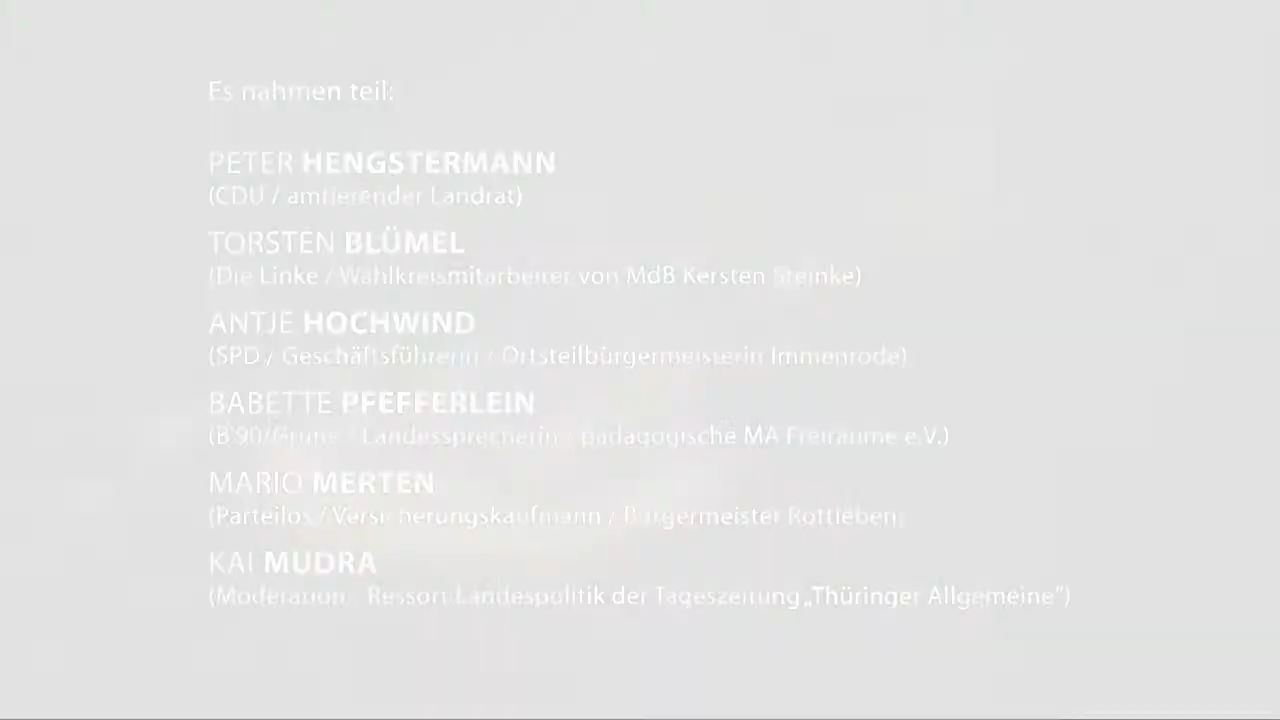 Es nahmen teil:
PETER HENGSTERMANN
(CDU / amtierender Landrat)
TORSTEN BLÜMEL
(Die Linke / Wahlkreismitarbeiter von MdB Kersten Steinke)
ANTJE HOCHWIND
(SPD / Geschäftsführerin / Ortsteilbürgermeisterin Immenrode)
BABETTE PFEFFERLEIN
(B'90/Grüne / Landessprecherin / pädagogische MA Freiräume e.V.)
MARIO MERTEN
(Parteilos / Versicherungskaufmann / Bürgermeister Rottleben)
KAI MUDRA
(Moderation / Ressort Landespolitik der Tageszeitung „Thüringer Allgemeine")